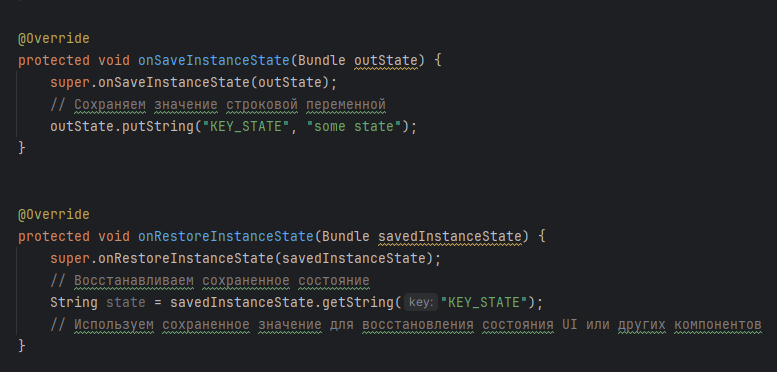 @Override
protected void onSaveInstanceState(Bundle outState) {
super.onSaveInstanceState(outState);
// Сохраняем значение строковой переменной
outState.putString("KEY_STATE", "some state");
}
@Override
protected void onRestoreInstanceState(Bundle savedInstanceState) {
super.onRestoreInstanceState(savedInstanceState);
// Восстанавливаем сохраненное состояние
String state = savedInstanceState.getString( key: "KEY_STATE");
// Используем сохраненное значение для восстановления состояния UI или других компонентов
}